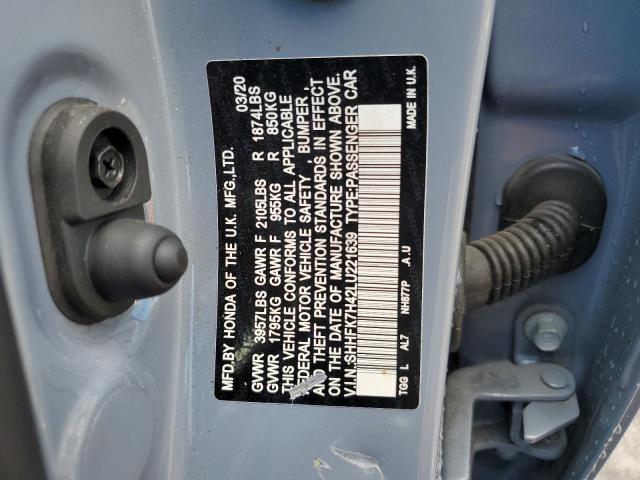 MFD.BY HONDA OF THE U.K. MFG.,LTD. 03/20
GVWR 3957LBS GAWR F 2105LBS R 1874LBS
GVWR 1795KG GAWR F 955KG R 850KG
THIS VEHICLE CONFORMS TO ALL APPLICABLE
FEDERAL MOTOR VEHICLE SAFETY , BUMPER ,
AND THEFT PREVENTION STANDARDS IN EFFECT
ON THE DATE OF MANUFACTURE SHOWN ABOVE.
V.I.N.:SHHFK7H42LU221639 TYPE:PASSENGER CAR
TGG L AL7 NH877P .A.U MADE IN U.K.